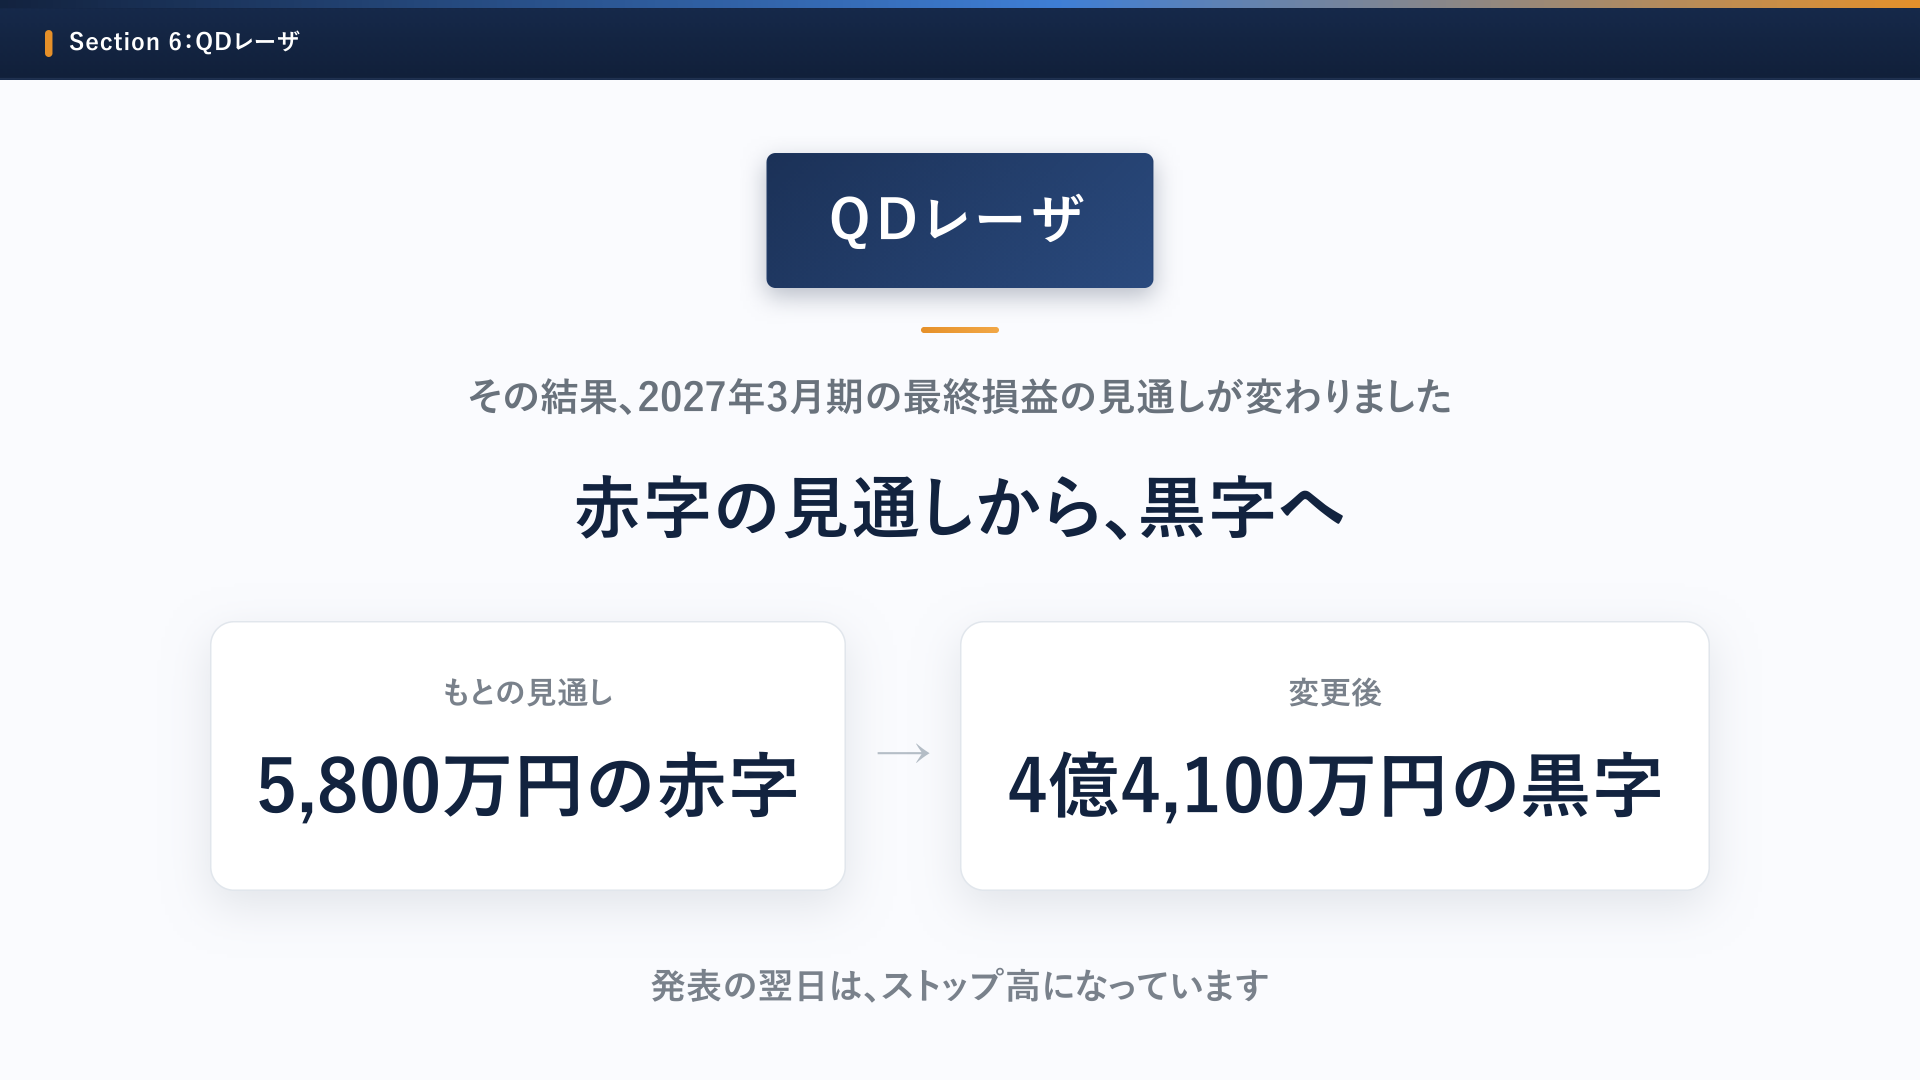 Section 6：QDレーザ
QDレーザ
その結果、2027年3月期の最終損益の見通しが変わりました
赤字の見通しから、黒字へ
もとの見通し
5,800万円の赤字
→
変更後
4億4,100万円の黒字
発表の翌日は、ストップ高になっています